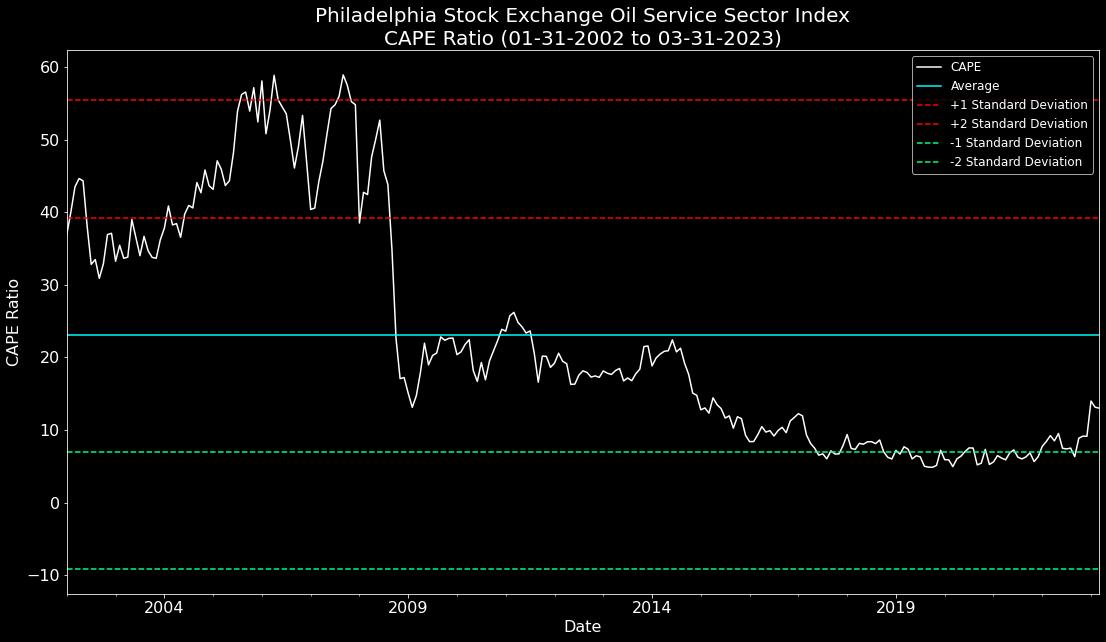 Philadelphia Stock Exchange Oil Service Sector Index
CAPE Ratio (01-31-2002 to 03-31-2023)
CAPE
Average
+1 Standard Deviation
+2 Standard Deviation
-1 Standard Deviation
-2 Standard Deviation
CAPE Ratio
60
50
40
30
20
10
0
−10
2004
2009
2014
2019
Date